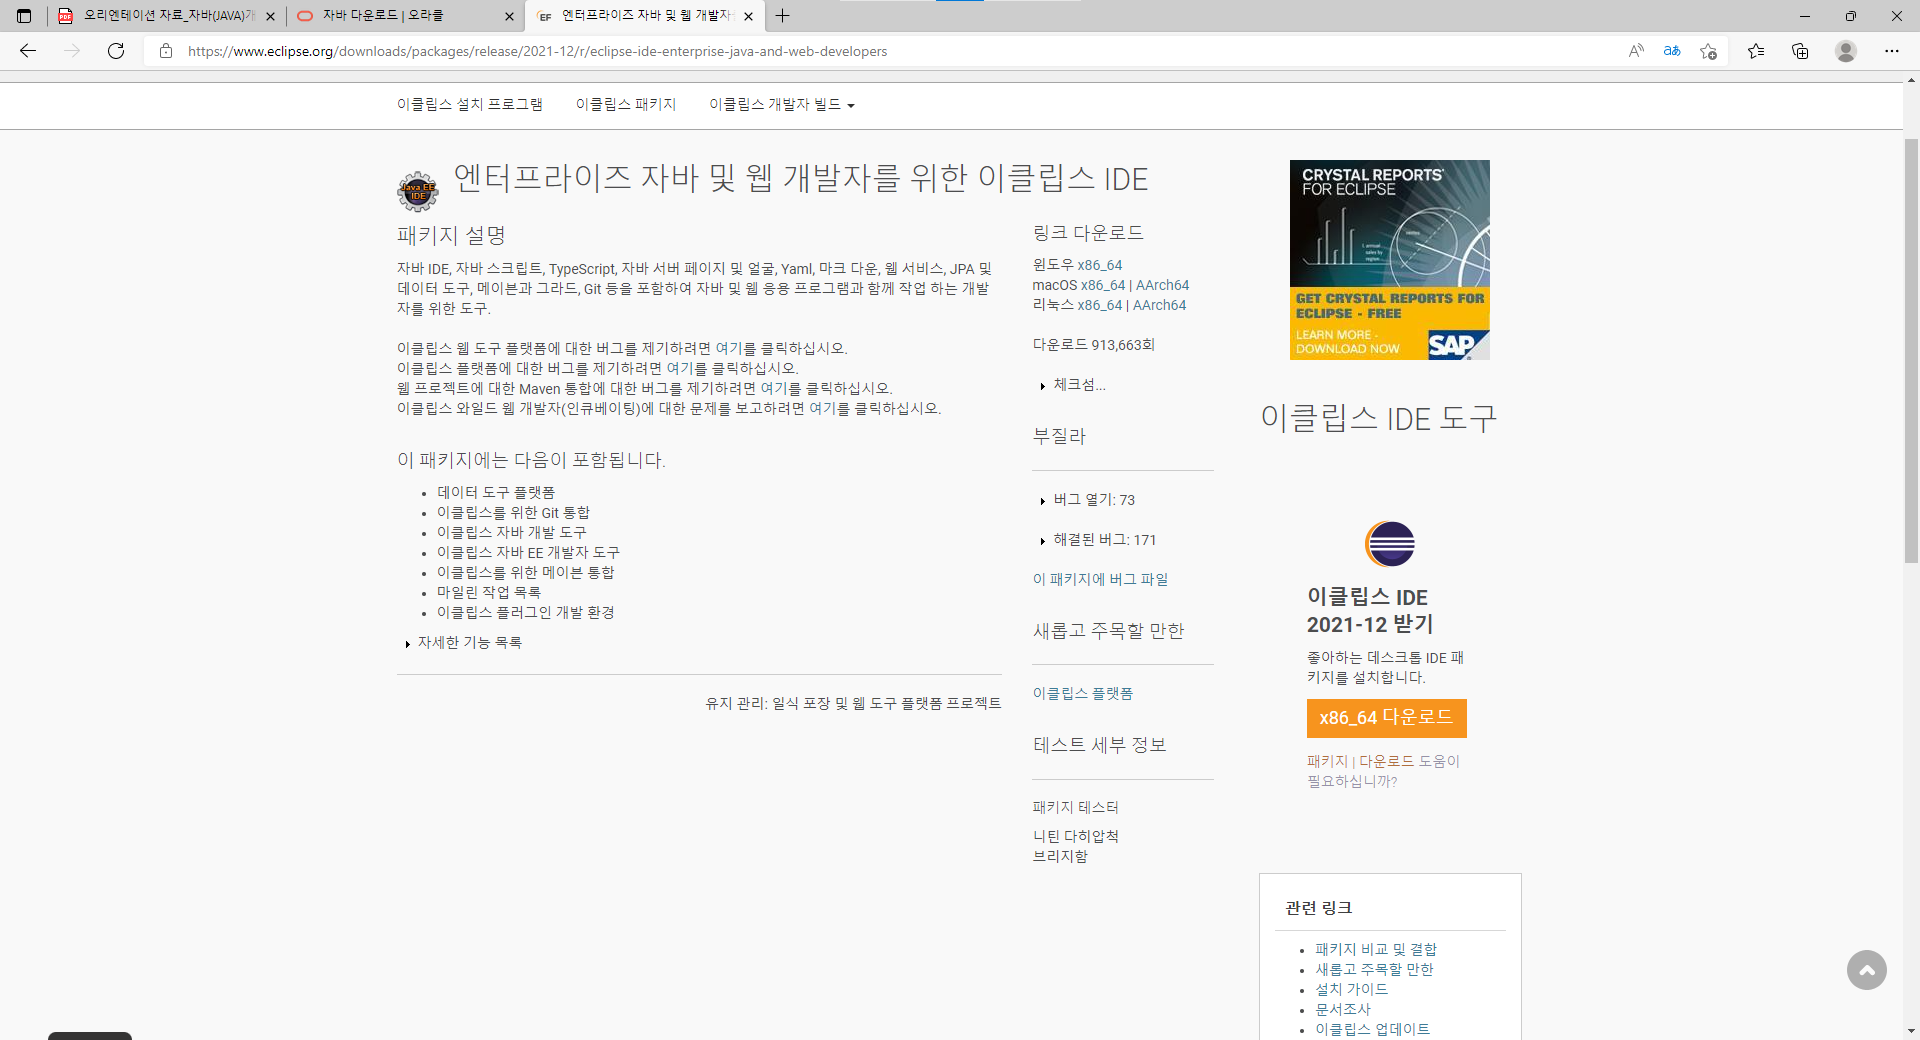 오리엔테이션 자료_자바(JAVA)개
자바 다운로드 | 오라클
EF 엔터프라이즈 자바 및 웹 개발자
https://www.eclipse.org/downloads/packages/release/2021-12/r/eclipse-ide-enterprise-java-and-web-developers
이클립스 설치 프로그램 이클립스 패키지 이클립스 개발자 빌드
Java EE
IDE
엔터프라이즈 자바 및 웹 개발자를 위한 이클립스 IDE
패키지 설명
자바 IDE, 자바 스크립트, TypeScript, 자바 서버 페이지 및 얼굴, Yaml, 마크 다운, 웹 서비스, JPA 및
데이터 도구, 메이븐과 그라드, Git 등을 포함하여 자바 및 웹 응용 프로그램과 함께 작업 하는 개발
자를 위한 도구.
이클립스 웹 도구 플랫폼에 대한 버그를 제기하려면 여기를 클릭하십시오.
이클립스 플랫폼에 대한 버그를 제기하려면 여기를 클릭하십시오.
웹 프로젝트에 대한 Maven 통합에 대한 버그를 제기하려면 여기를 클릭하십시오.
이클립스 와일드 웹 개발자(인큐베이팅)에 대한 문제를 보고하려면 여기를 클릭하십시오.
이 패키지에는 다음이 포함됩니다.
• 데이터 도구 플랫폼
• 이클립스를 위한 Git 통합
• 이클립스 자바 개발 도구
• 이클립스 자바 EE 개발자 도구
• 이클립스를 위한 메이븐 통합
• 마일린 작업 목록
• 이클립스 플러그인 개발 환경
자세한 기능 목록
유지 관리: 일식 포장 및 웹 도구 플랫폼 프로젝트
링크 다운로드
윈도우 x86_64
macOS x86_64 | AArch64
리눅스 x86_64 | AArch64
다운로드 913,663회
체크섬...
부질라
버그 열기: 73
해결된 버그: 171
이 패키지에 버그 파일
새롭고 주목할 만한
이클립스 플랫폼
테스트 세부 정보
패키지 테스터
니틴 다히압척
브리지함
CRYSTAL REPORTS®
FOR ECLIPSE
GET CRYSTAL REPORTS FOR
ECLIPSE - FREE
LEARN MORE -
DOWNLOAD NOW
SAP
이클립스 IDE 도구
이클립스 IDE
2021-12 받기
좋아하는 데스크톱 IDE 패
키지를 설치합니다.
x86_64 다운로드
패키지 | 다운로드 도움이
필요하십니까?
관련 링크
• 패키지 비교 및 결합
• 새롭고 주목할 만한
• 설치 가이드
• 문서조사
• 이클립스 업데이트